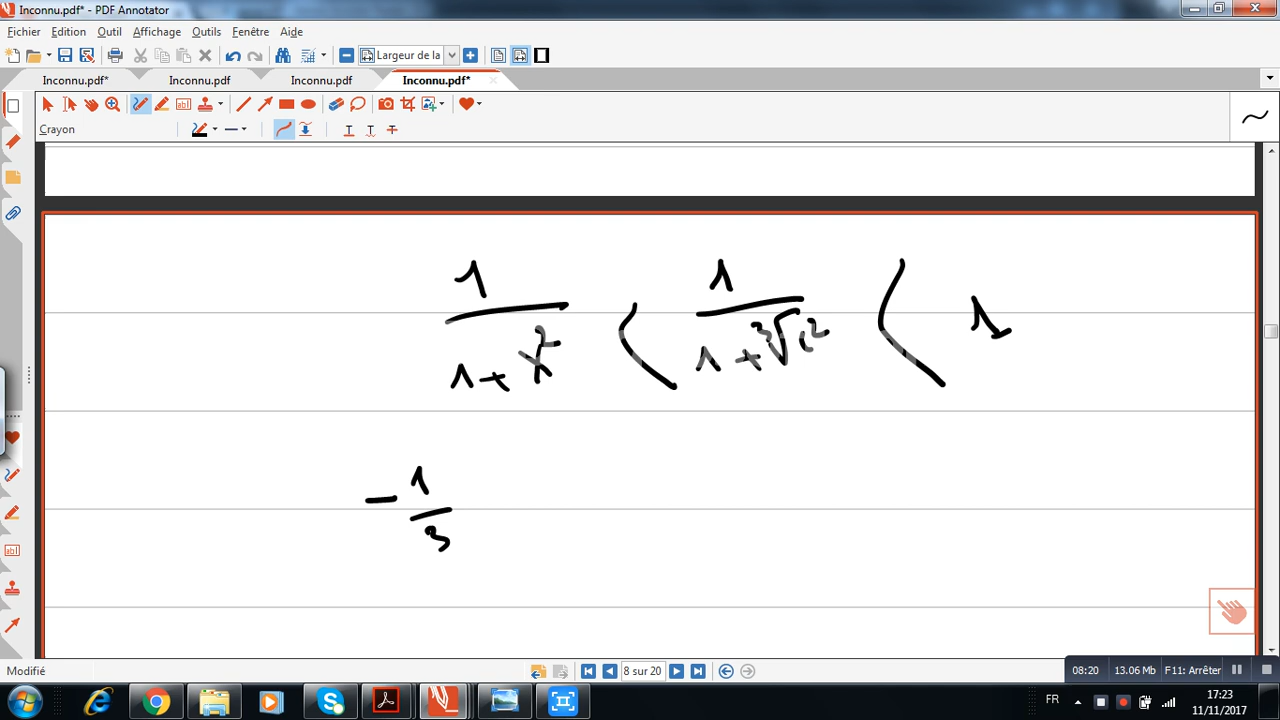 Inconnu.pdf* - PDF Annotator
Fichier Edition Outil Affichage Outils Fenêtre Aide
Largeur de la
Inconnu.pdf* Inconnu.pdf Inconnu.pdf Inconnu.pdf*
Crayon
1/(1+x²) < 1/(1+³√c²) < 1
-1/3
Modifié 8 sur 20 08:20 13.06 Mb F11: Arrêter
FR 17:23
11/11/2017